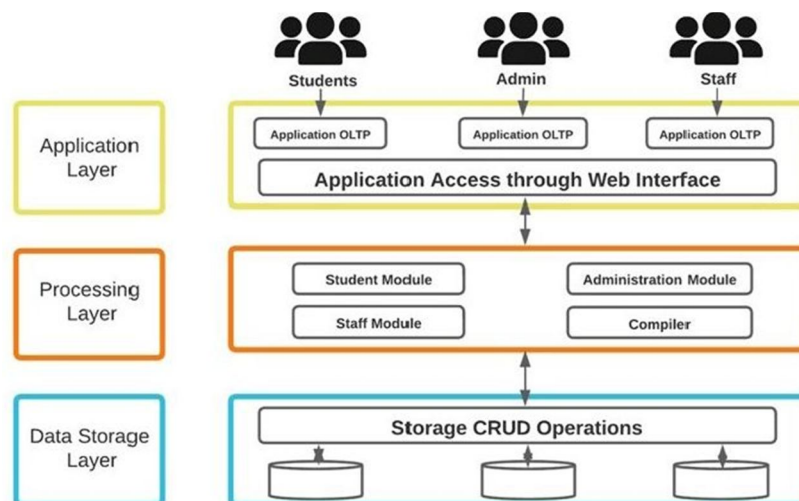 Students
Admin
Staff
Application
Layer
Application OLTP
Application OLTP
Application OLTP
Application Access through Web Interface
Processing
Layer
Student Module
Administration Module
Staff Module
Compiler
Data Storage
Layer
Storage CRUD Operations